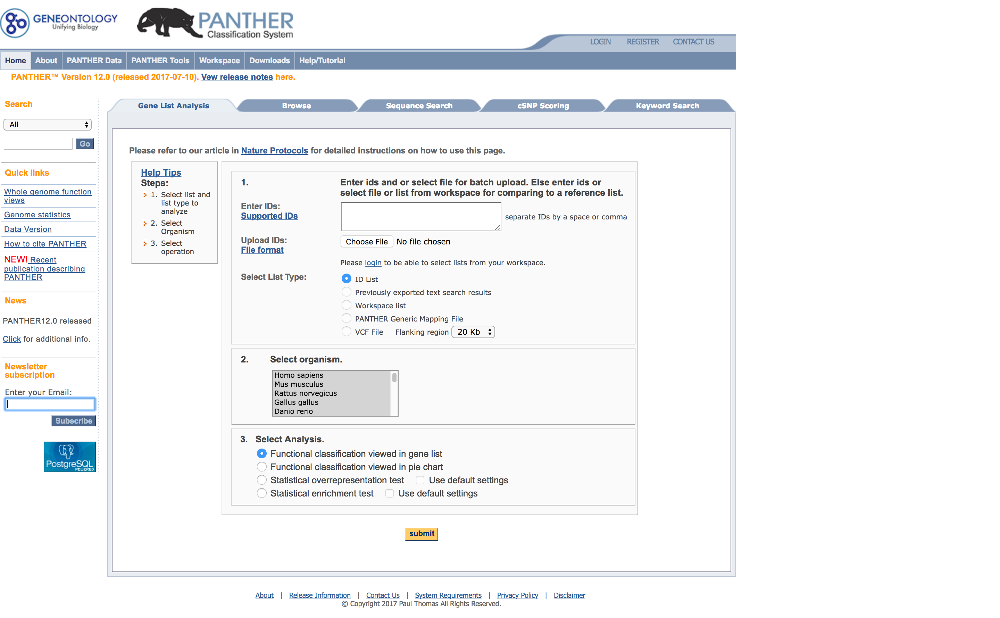 GENEONTOLOGY
Unifying Biology
PANTHER
Classification System
LOGIN REGISTER CONTACT US
Home About PANTHER Data PANTHER Tools Workspace Downloads Help/Tutorial
PANTHER™ Version 12.0 (released 2017-07-10). Vew release notes here.
Search
All
Go
Quick links
Whole genome function
views
Genome statistics
Data Version
How to cite PANTHER
NEW! Recent
publication describing
PANTHER
News
PANTHER12.0 released
Click for additional info.
Newsletter
subscription
Enter your Email:
Subscribe
PostgreSQL
POWERED
Gene List Analysis Browse Sequence Search cSNP Scoring Keyword Search
Please refer to our article in Nature Protocols for detailed instructions on how to use this page.
Help Tips
Steps:
1. Select list and
list type to
analyze
2. Select
Organism
3. Select
operation
1. Enter ids and or select file for batch upload. Else enter ids or
select file or list from workspace for comparing to a reference list.
Enter IDs:
Supported IDs
separate IDs by a space or comma
Upload IDs:
File format
Choose File No file chosen
Please login to be able to select lists from your workspace.
Select List Type:
ID List
Previously exported text search results
Workspace list
PANTHER Generic Mapping File
VCF File Flanking region 20 Kb
2. Select organism.
Homo sapiens
Mus musculus
Rattus norvegicus
Gallus gallus
Danio rerio
3. Select Analysis.
Functional classification viewed in gene list
Functional classification viewed in pie chart
Statistical overrepresentation test Use default settings
Statistical enrichment test Use default settings
submit
About | Release Information | Contact Us | System Requirements | Privacy Policy | Disclaimer
© Copyright 2017 Paul Thomas All Rights Reserved.